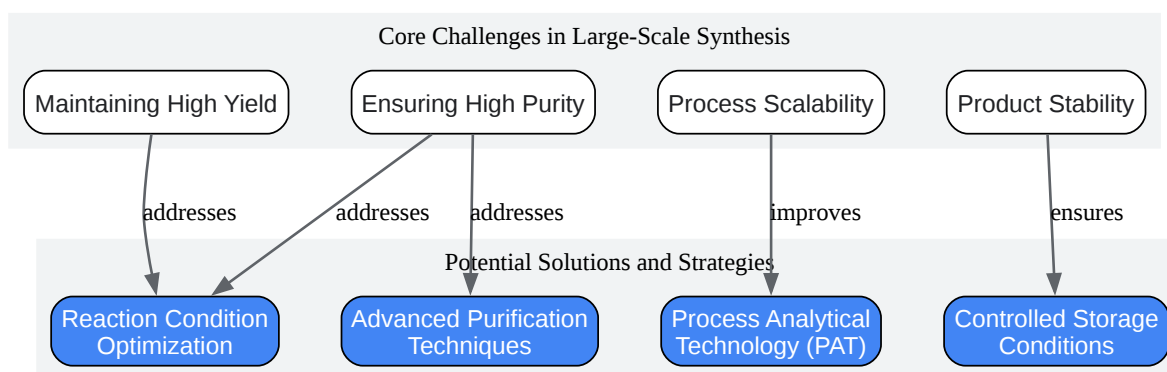 Core Challenges in Large-Scale Synthesis
Maintaining High Yield
Ensuring High Purity
Process Scalability
Product Stability
addresses
addresses
addresses
improves
ensures
Potential Solutions and Strategies
Reaction Condition
Optimization
Advanced Purification
Techniques
Process Analytical
Technology (PAT)
Controlled Storage
Conditions